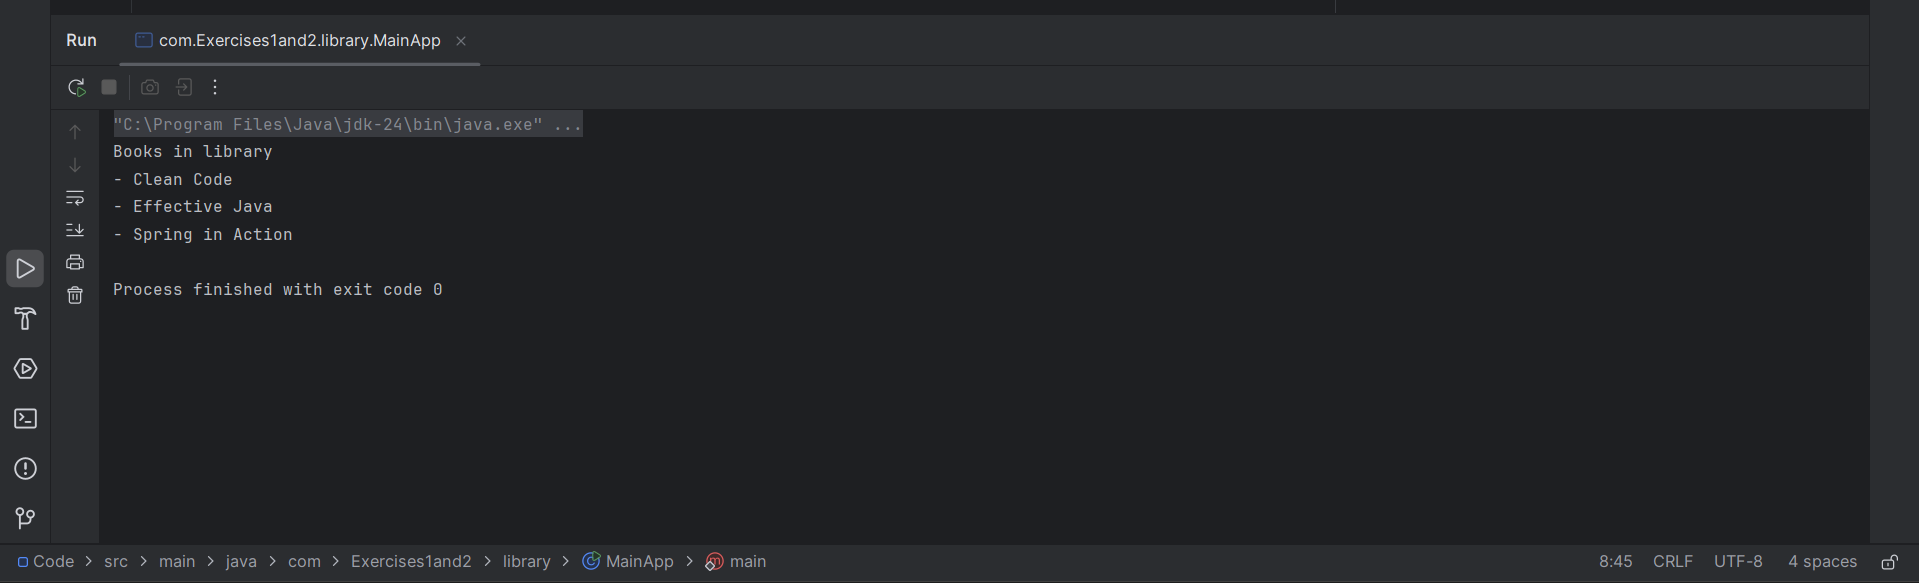 Run com.Exercises1and2.library.MainApp
"C:\Program Files\Java\jdk-24\bin\java.exe" ...
Books in library
- Clean Code
- Effective Java
- Spring in Action
Process finished with exit code 0
Code > src > main > java > com > Exercises1and2 > library > MainApp > main 8:45 CRLF UTF-8 4 spaces